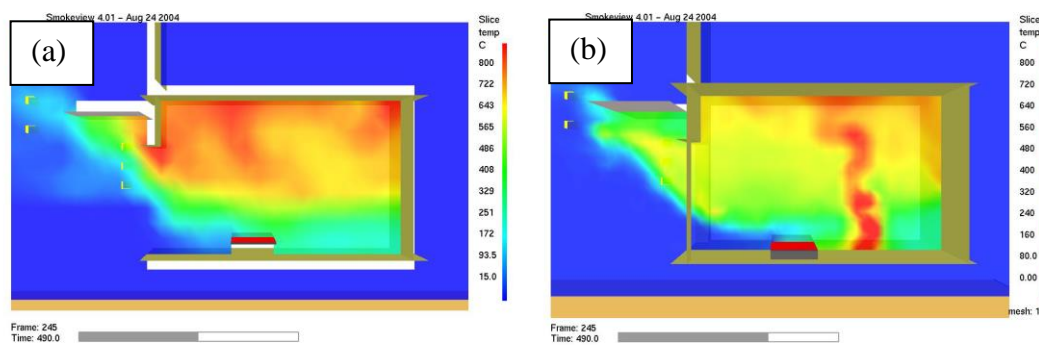 Smokeview 4.01 – Aug 24 2004
(a)
Slice
temp
C
800
722
643
565
486
408
329
251
172
93.5
15.0
Frame: 245
Time: 490.0
Smokeview 4.01 – Aug 24 2004
(b)
Slice
temp
C
800
720
640
560
480
400
320
240
160
80.0
0.00
mesh: 1
Frame: 245
Time: 490.0